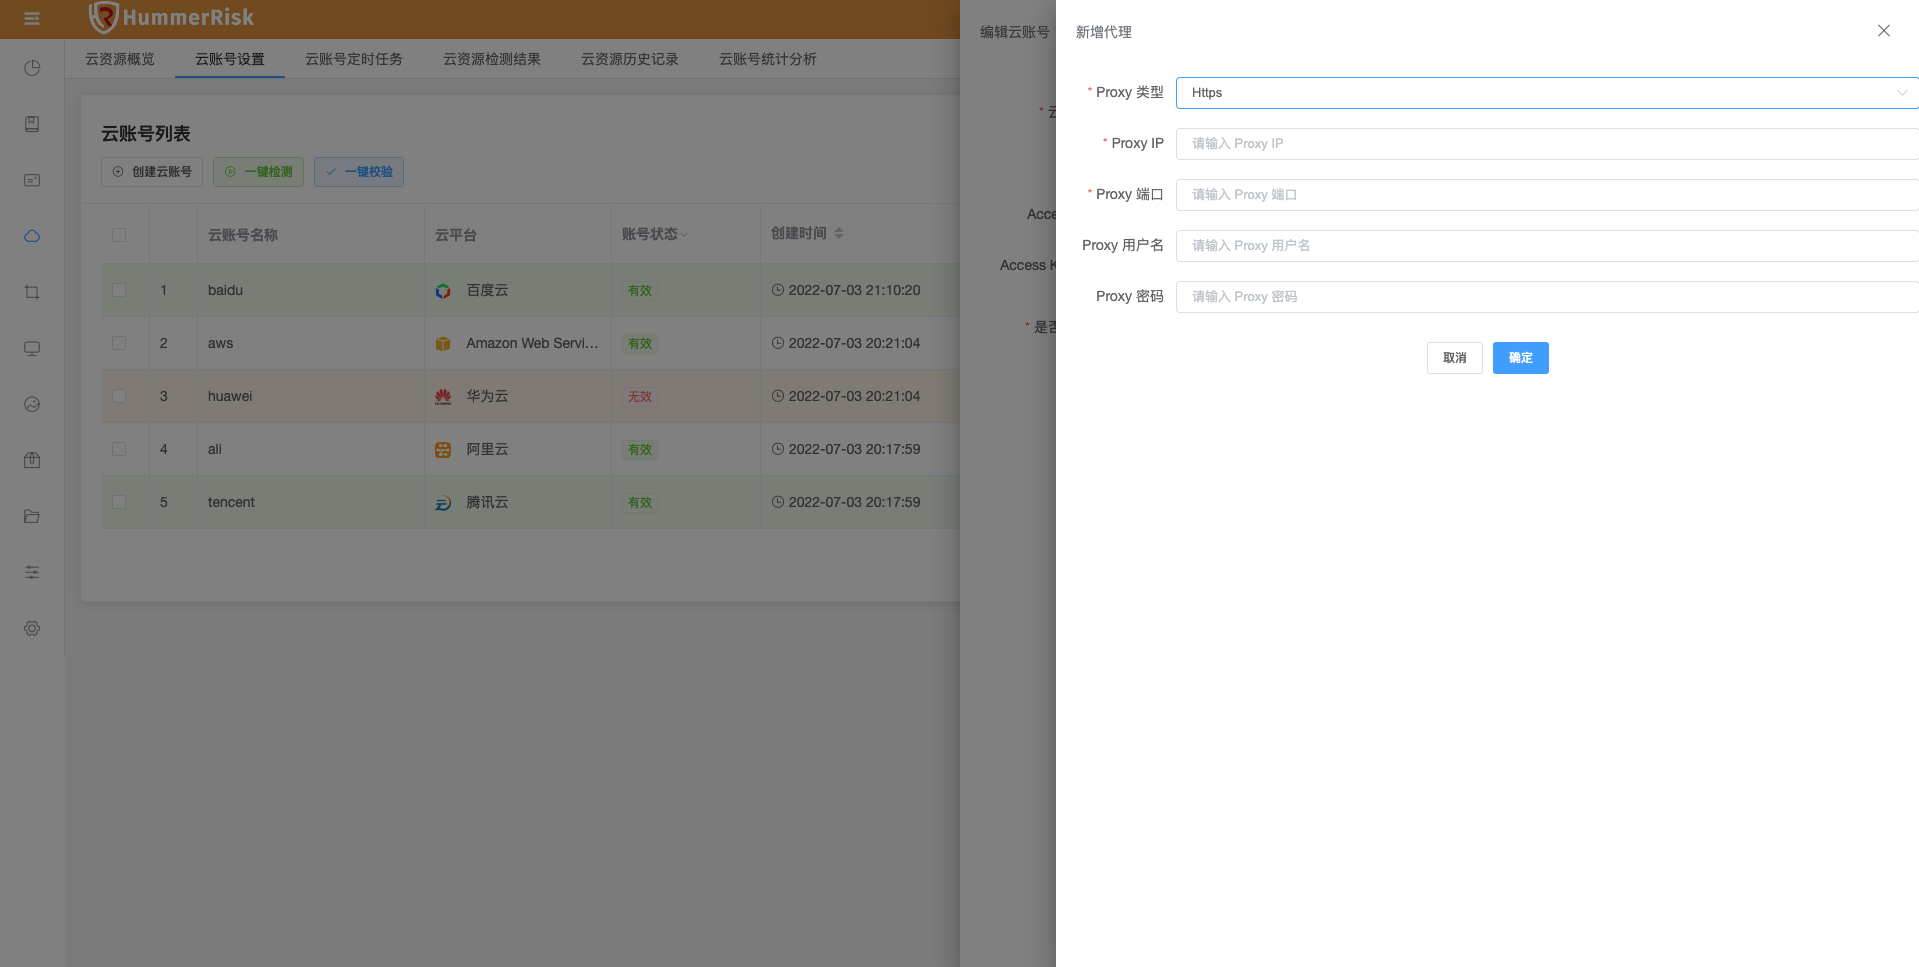 HummerRisk
云资源概览
云账号设置
云账号定时任务
云资源检测结果
云资源历史记录
云账号统计分析
云账号列表
创建云账号
一键检测
一键校验
云账号名称
云平台
账号状态
创建时间
1 baidu 百度云 有效 2022-07-03 21:10:20
2 aws Amazon Web Servi... 有效 2022-07-03 20:21:04
3 huawei 华为云 无效 2022-07-03 20:21:04
4 ali 阿里云 有效 2022-07-03 20:17:59
5 tencent 腾讯云 有效 2022-07-03 20:17:59
编辑云账号
* 云
Acce
Access K
* 是否
新增代理
* Proxy 类型 Https
* Proxy IP 请输入 Proxy IP
* Proxy 端口 请输入 Proxy 端口
Proxy 用户名 请输入 Proxy 用户名
Proxy 密码 请输入 Proxy 密码
取消
确定